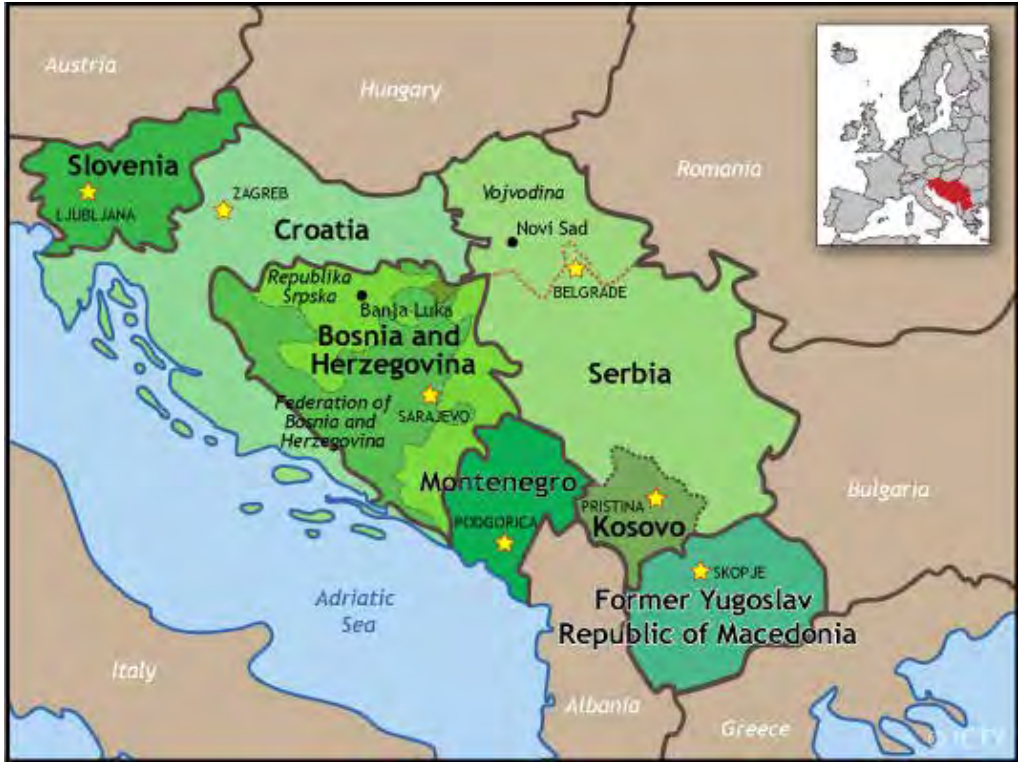 Austria
Hungary
Romania
Slovenia
LJUBLJANA
ZAGREB
Croatia
Vojvodina
Novi Sad
BELGRADE
Republika
Srpska
Banja Luka
Bosnia and
Herzegovina
Serbia
Federation of
Bosnia and
Herzegovina
SARAJEVO
Montenegro
PODGORICA
PRISTINA
Kosovo
Bulgaria
SKOPJE
Former Yugoslav
Republic of Macedonia
Adriatic
Sea
Italy
Albania
Greece
© ICTY